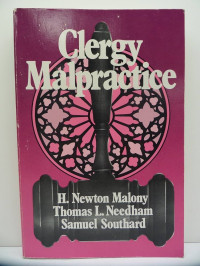 Clergy
Malpractice
H. Newton Malony
Thomas L. Needham
Samuel Southard